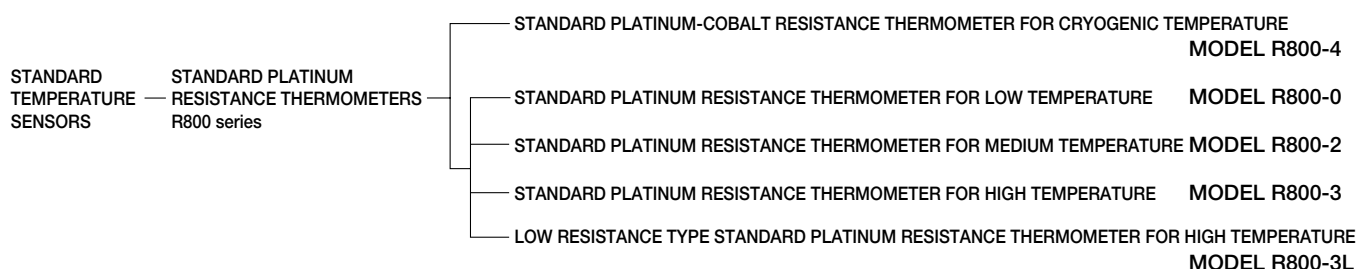 STANDARD PLATINUM-COBALT RESISTANCE THERMOMETER FOR CRYOGENIC TEMPERATURE
MODEL R800-4
STANDARD
TEMPERATURE
SENSORS
STANDARD PLATINUM
RESISTANCE THERMOMETERS
R800 series
STANDARD PLATINUM RESISTANCE THERMOMETER FOR LOW TEMPERATURE MODEL R800-0
STANDARD PLATINUM RESISTANCE THERMOMETER FOR MEDIUM TEMPERATURE MODEL R800-2
STANDARD PLATINUM RESISTANCE THERMOMETER FOR HIGH TEMPERATURE MODEL R800-3
LOW RESISTANCE TYPE STANDARD PLATINUM RESISTANCE THERMOMETER FOR HIGH TEMPERATURE
MODEL R800-3L